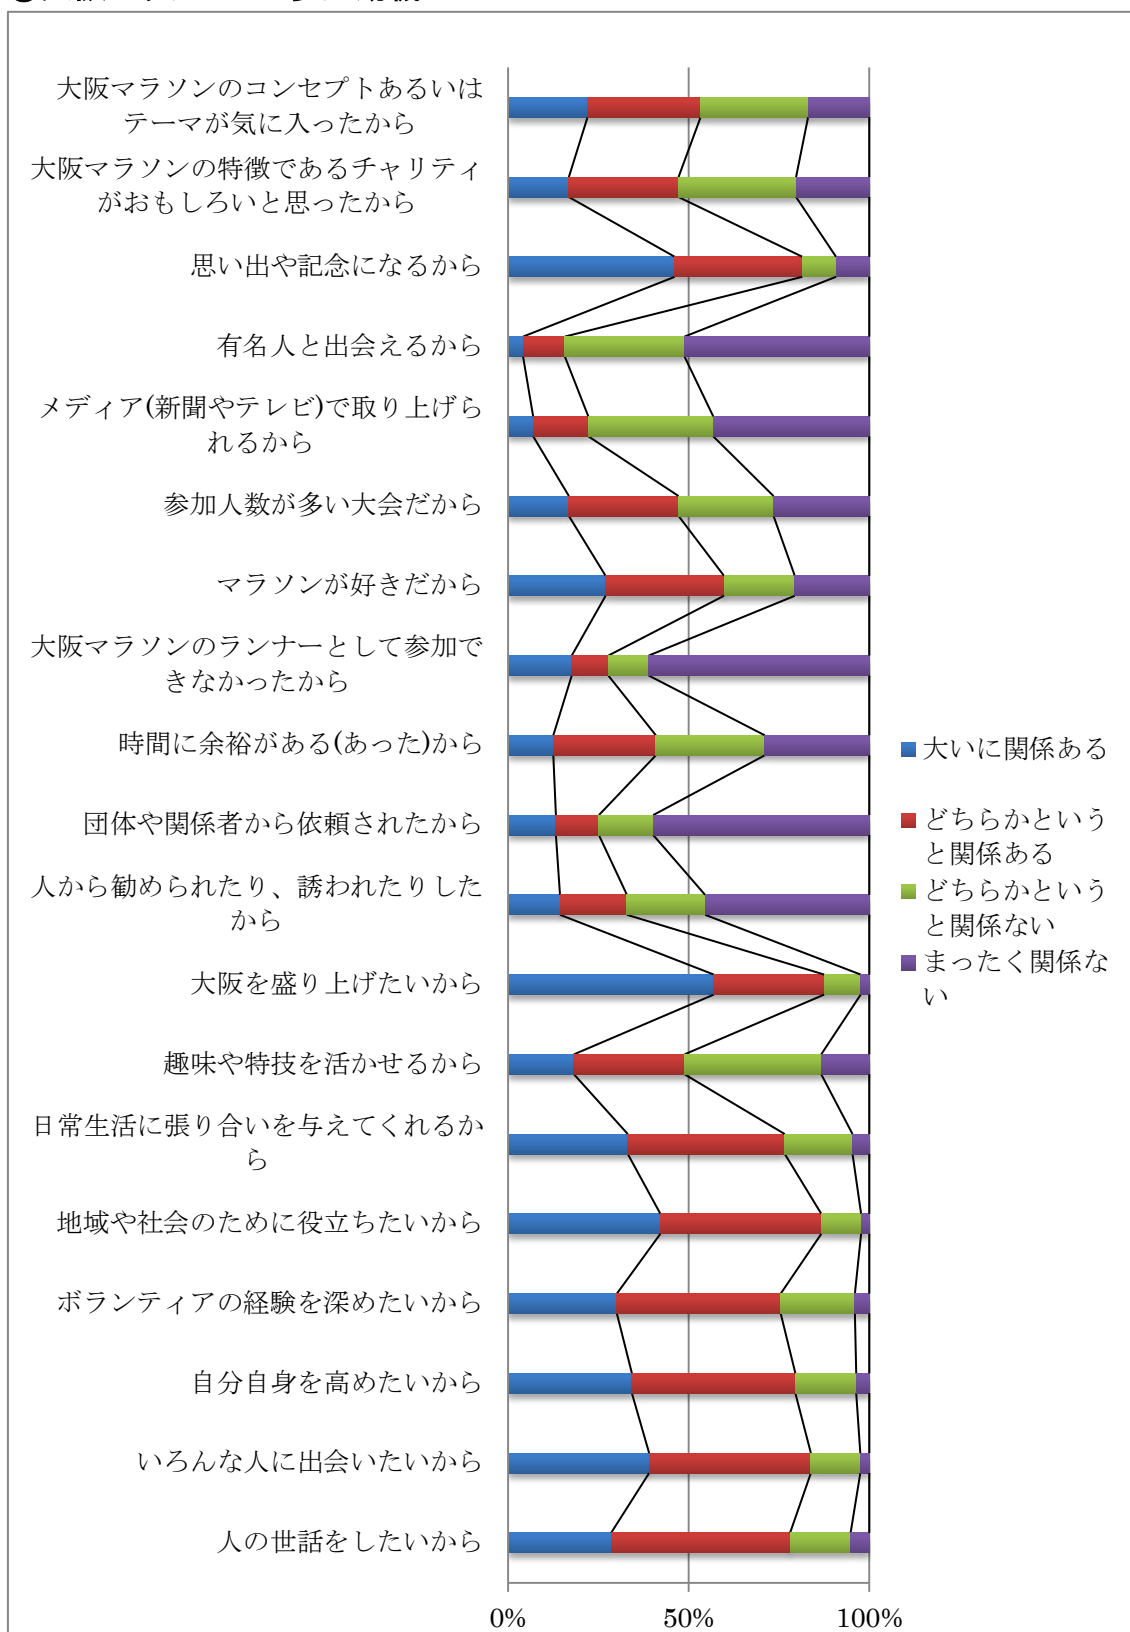 大阪マラソンのコンセプトあるいは
テーマが気に入ったから
大阪マラソンの特徴であるチャリティ
がおもしろいと思ったから
思い出や記念になるから
有名人と出会えるから
メディア(新聞やテレビ)で取り上げら
れるから
参加人数が多い大会だから
マラソンが好きだから
大阪マラソンのランナーとして参加で
きなかったから
時間に余裕がある(あった)から
団体や関係者から依頼されたから
人から勧められたり、誘われたりした
から
大阪を盛り上げたいから
趣味や特技を活かせるから
日常生活に張り合いを与えてくれるか
ら
地域や社会のために役立ちたいから
ボランティアの経験を深めたいから
自分自身を高めたいから
いろんな人に出会いたいから
人の世話をしたいから
0%
50%
100%
大いに関係ある
どちらかという
と関係ある
どちらかという
と関係ない
まったく関係な
い